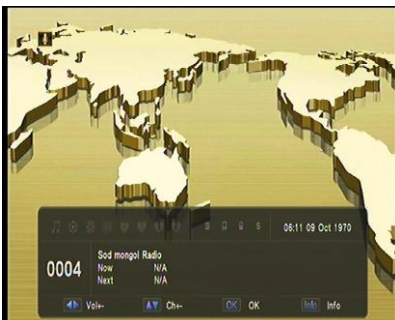 S
06:11 09 Oct 1970
0004
Sod mongol Radio
Now N/A
Next N/A
Vol+- Ch+- OK OK Info Info